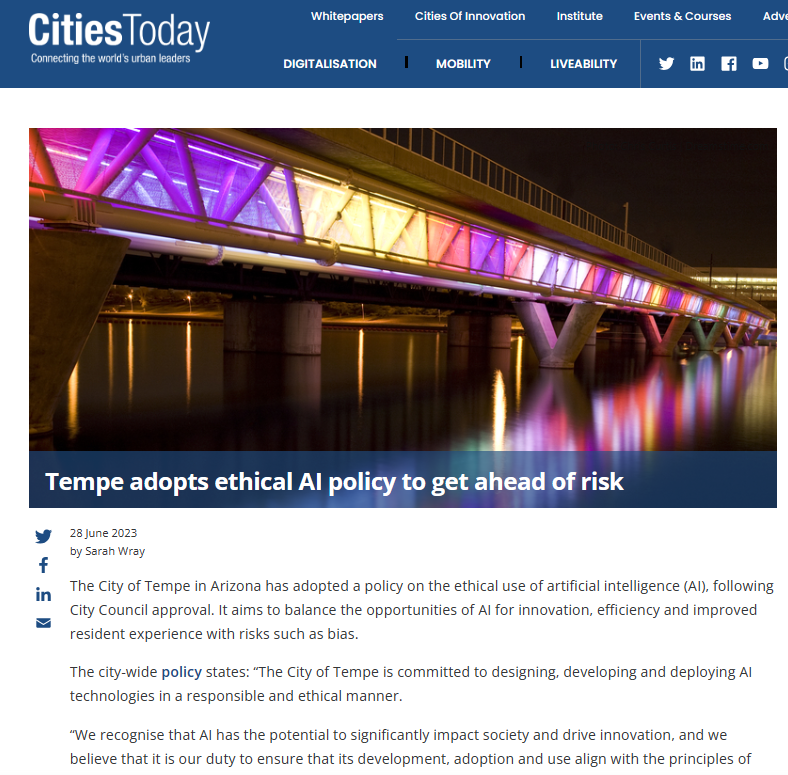 CitiesToday
Connecting the world's urban leaders
Whitepapers Cities Of Innovation Institute Events & Courses
DIGITALISATION | MOBILITY | LIVEABILITY
Tempe adopts ethical AI policy to get ahead of risk
28 June 2023
by Sarah Wray
The City of Tempe in Arizona has adopted a policy on the ethical use of artificial intelligence (AI), following
City Council approval. It aims to balance the opportunities of AI for innovation, efficiency and improved
resident experience with risks such as bias.
The city-wide policy states: “The City of Tempe is committed to designing, developing and deploying AI
technologies in a responsible and ethical manner.
“We recognise that AI has the potential to significantly impact society and drive innovation, and we
believe that it is our duty to ensure that its development, adoption and use align with the principles of